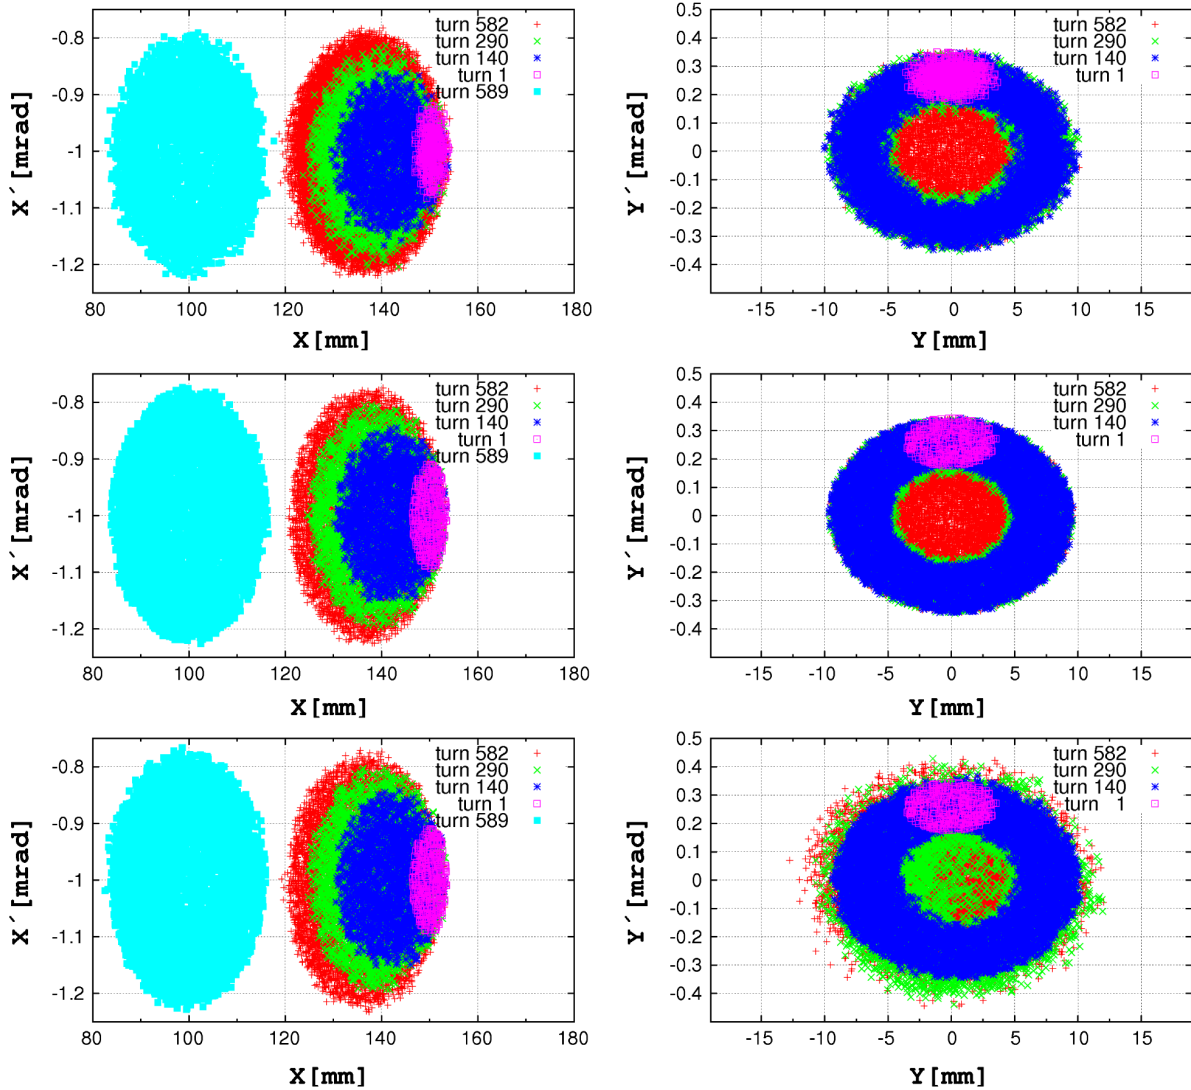 X´[mrad]
-0.8
-0.9
-1
-1.1
-1.2
80 100 120 140 160 180
X[mm]
turn 582
turn 290
turn 140
turn 1
turn 589
Y´[mrad]
0.5
0.4
0.3
0.2
0.1
0
-0.1
-0.2
-0.3
-0.4
-15 -10 -5 0 5 10 15
Y[mm]
turn 582
turn 290
turn 140
turn 1
X´[mrad]
-0.8
-0.9
-1
-1.1
-1.2
80 100 120 140 160 180
X[mm]
turn 582
turn 290
turn 140
turn 1
turn 589
Y´[mrad]
0.5
0.4
0.3
0.2
0.1
0
-0.1
-0.2
-0.3
-0.4
-15 -10 -5 0 5 10 15
Y[mm]
turn 582
turn 290
turn 140
turn 1
X´[mrad]
-0.8
-0.9
-1
-1.1
-1.2
80 100 120 140 160 180
X[mm]
turn 582
turn 290
turn 140
turn 1
turn 589
Y´[mrad]
0.5
0.4
0.3
0.2
0.1
0
-0.1
-0.2
-0.3
-0.4
-15 -10 -5 0 5 10 15
Y[mm]
turn 582
turn 290
turn 140
turn 1